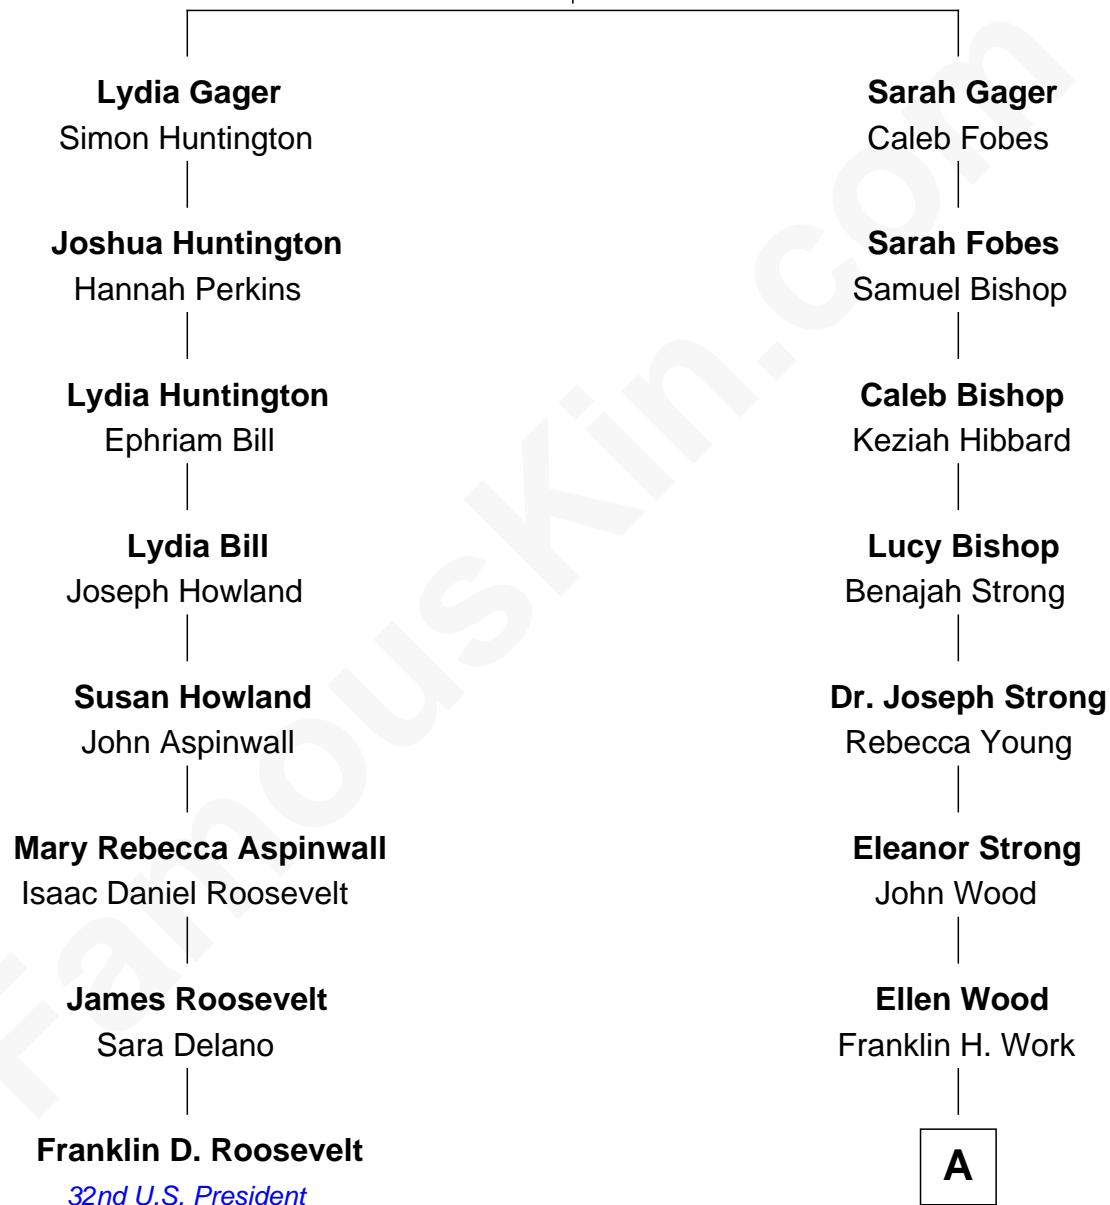 Lydia Gager
Simon Huntington
Sarah Gager
Caleb Fobes
Joshua Huntington
Hannah Perkins
Sarah Fobes
Samuel Bishop
Lydia Huntington
Ephriam Bill
Caleb Bishop
Keziah Hibbard
Lydia Bill
Joseph Howland
Lucy Bishop
Benajah Strong
Susan Howland
John Aspinwall
Dr. Joseph Strong
Rebecca Young
Mary Rebecca Aspinwall
Isaac Daniel Roosevelt
Eleanor Strong
John Wood
James Roosevelt
Sara Delano
Ellen Wood
Franklin H. Work
Franklin D. Roosevelt
32nd U.S. President
A
FamousKin.com